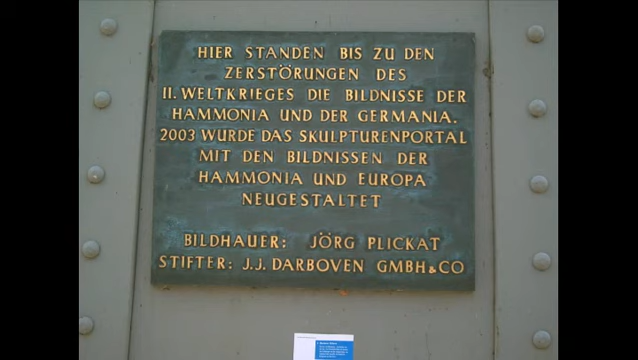 HIER STANDEN BIS ZU DEN
ZERSTÖRUNGEN DES
II. WELTKRIEGES DIE BILDNISSE DER
HAMMONIA UND DER GERMANIA.
2003 WURDE DAS SKULPTURENPORTAL
MIT DEN BILDNISSEN DER
HAMMONIA UND EUROPA
NEUGESTALTET
BILDHAUER: JÖRG PLICKAT
STIFTER: J.J. DARBOVEN GMBH & CO